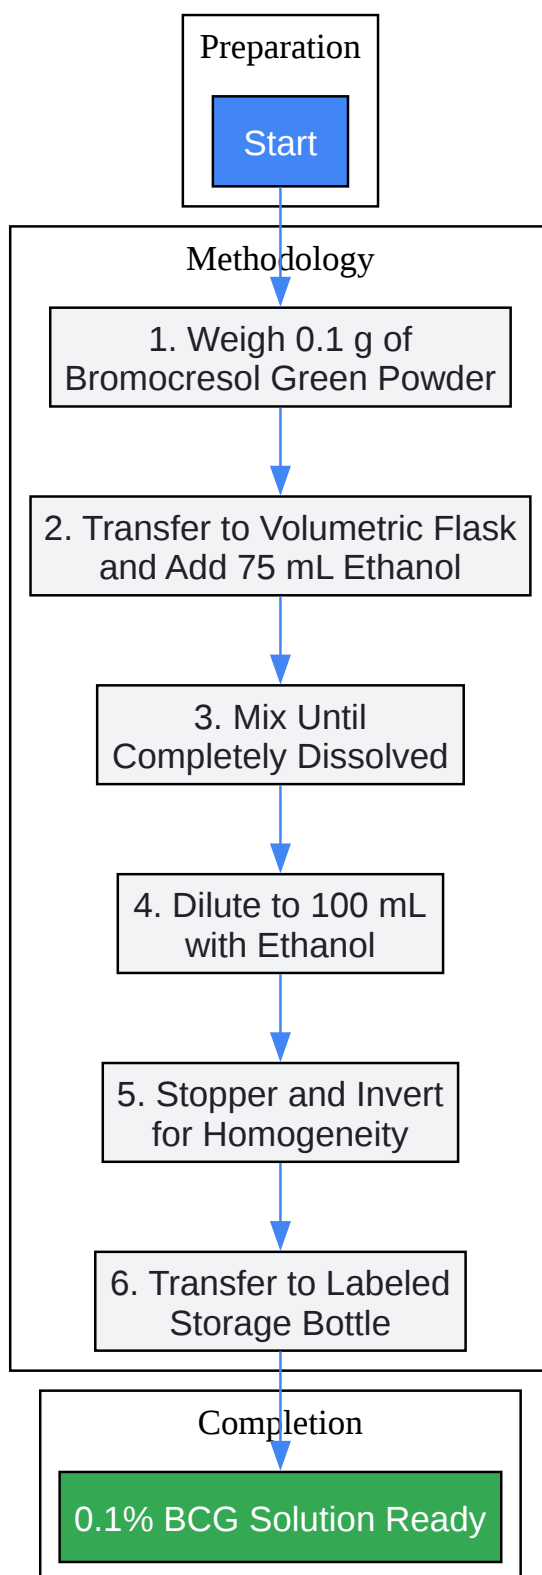 Preparation
Start
Methodology
1. Weigh 0.1 g of
Bromocresol Green Powder
2. Transfer to Volumetric Flask
and Add 75 mL Ethanol
3. Mix Until
Completely Dissolved
4. Dilute to 100 mL
with Ethanol
5. Stopper and Invert
for Homogeneity
6. Transfer to Labeled
Storage Bottle
Completion
0.1% BCG Solution Ready